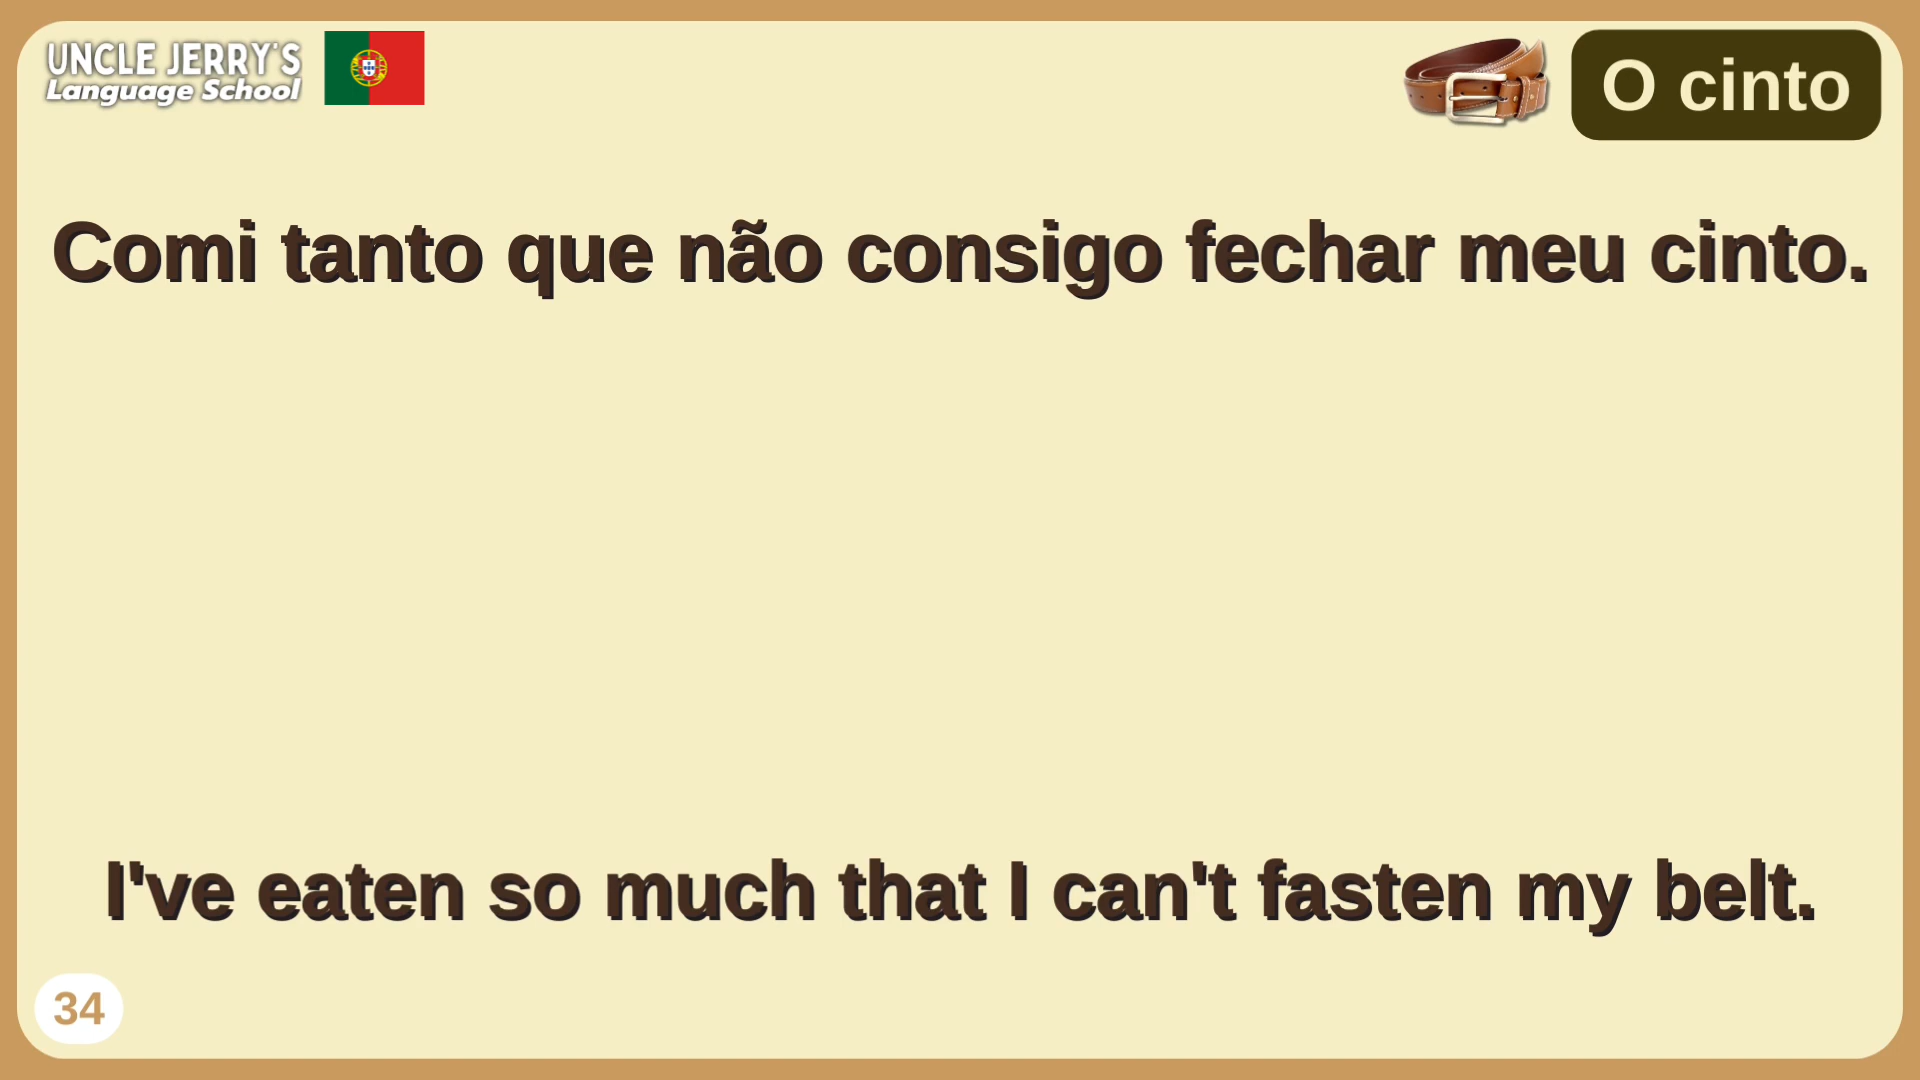 UNCLE JERRY'S
Language School
O cinto
Comi tanto que não consigo fechar meu cinto.
I've eaten so much that I can't fasten my belt.
34